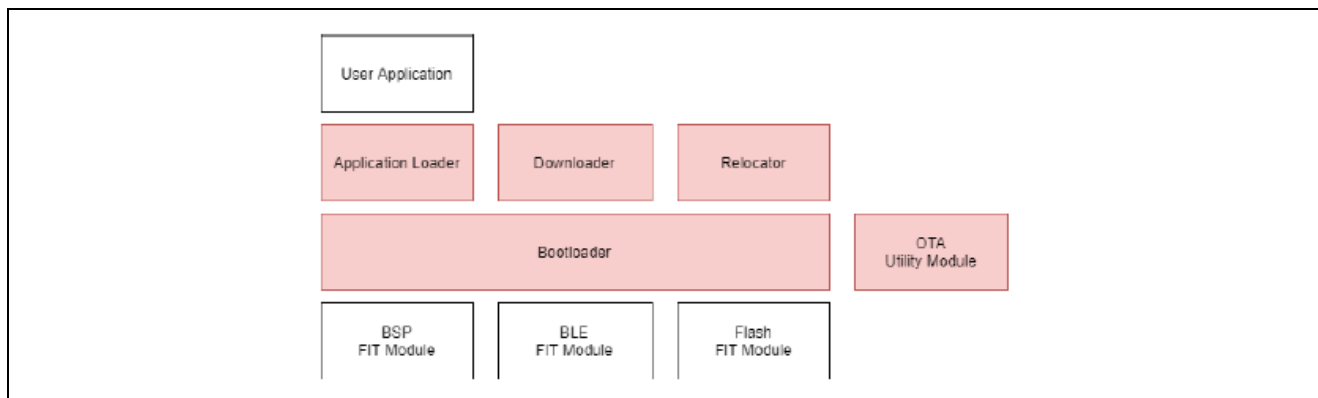 User Application
Application Loader
Downloader
Relocator
Bootloader
OTA
Utility Module
BSP
FIT Module
BLE
FIT Module
Flash
FIT Module